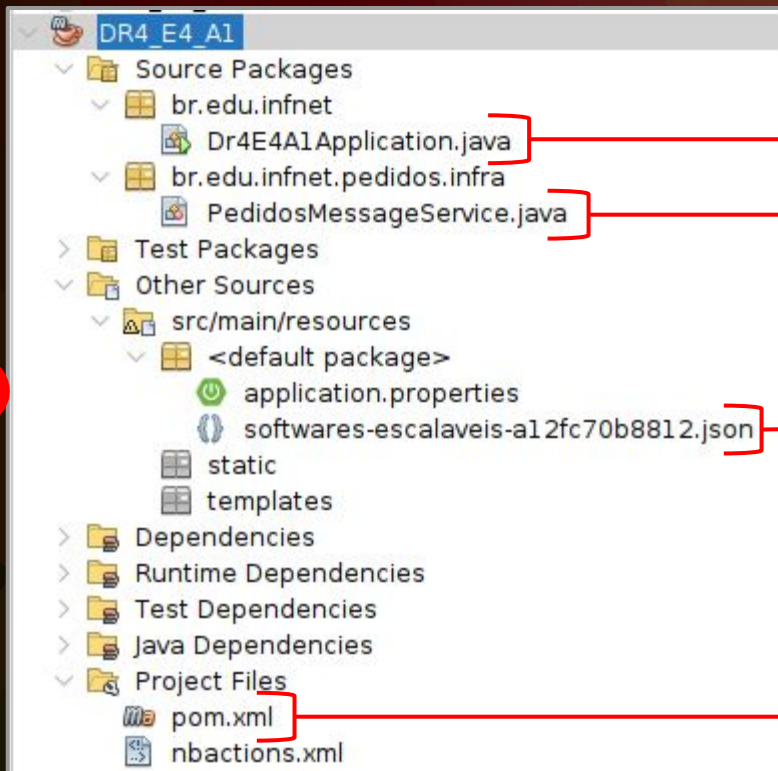 DR4_E4_A1
Source Packages
br.edu.infnet
Dr4E4A1Application.java
br.edu.infnet.pedidos.infra
PedidosMessageService.java
Test Packages
Other Sources
src/main/resources
<default package>
application.properties
softwares-escalaveis-a12fc70b8812.json
static
templates
Dependencies
Runtime Dependencies
Test Dependencies
Java Dependencies
Project Files
pom.xml
nbactions.xml